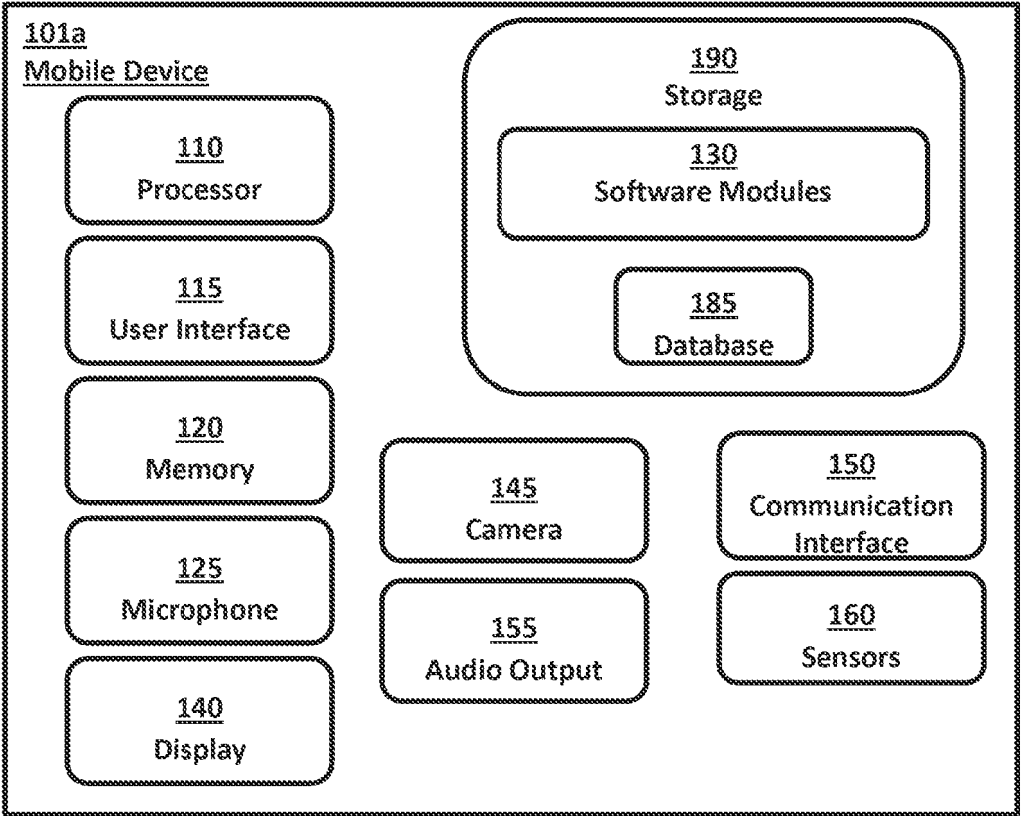 101a
Mobile Device
110
Processor
115
User Interface
120
Memory
125
Microphone
140
Display
190
Storage
130
Software Modules
185
Database
145
Camera
155
Audio Output
150
Communication
Interface
160
Sensors